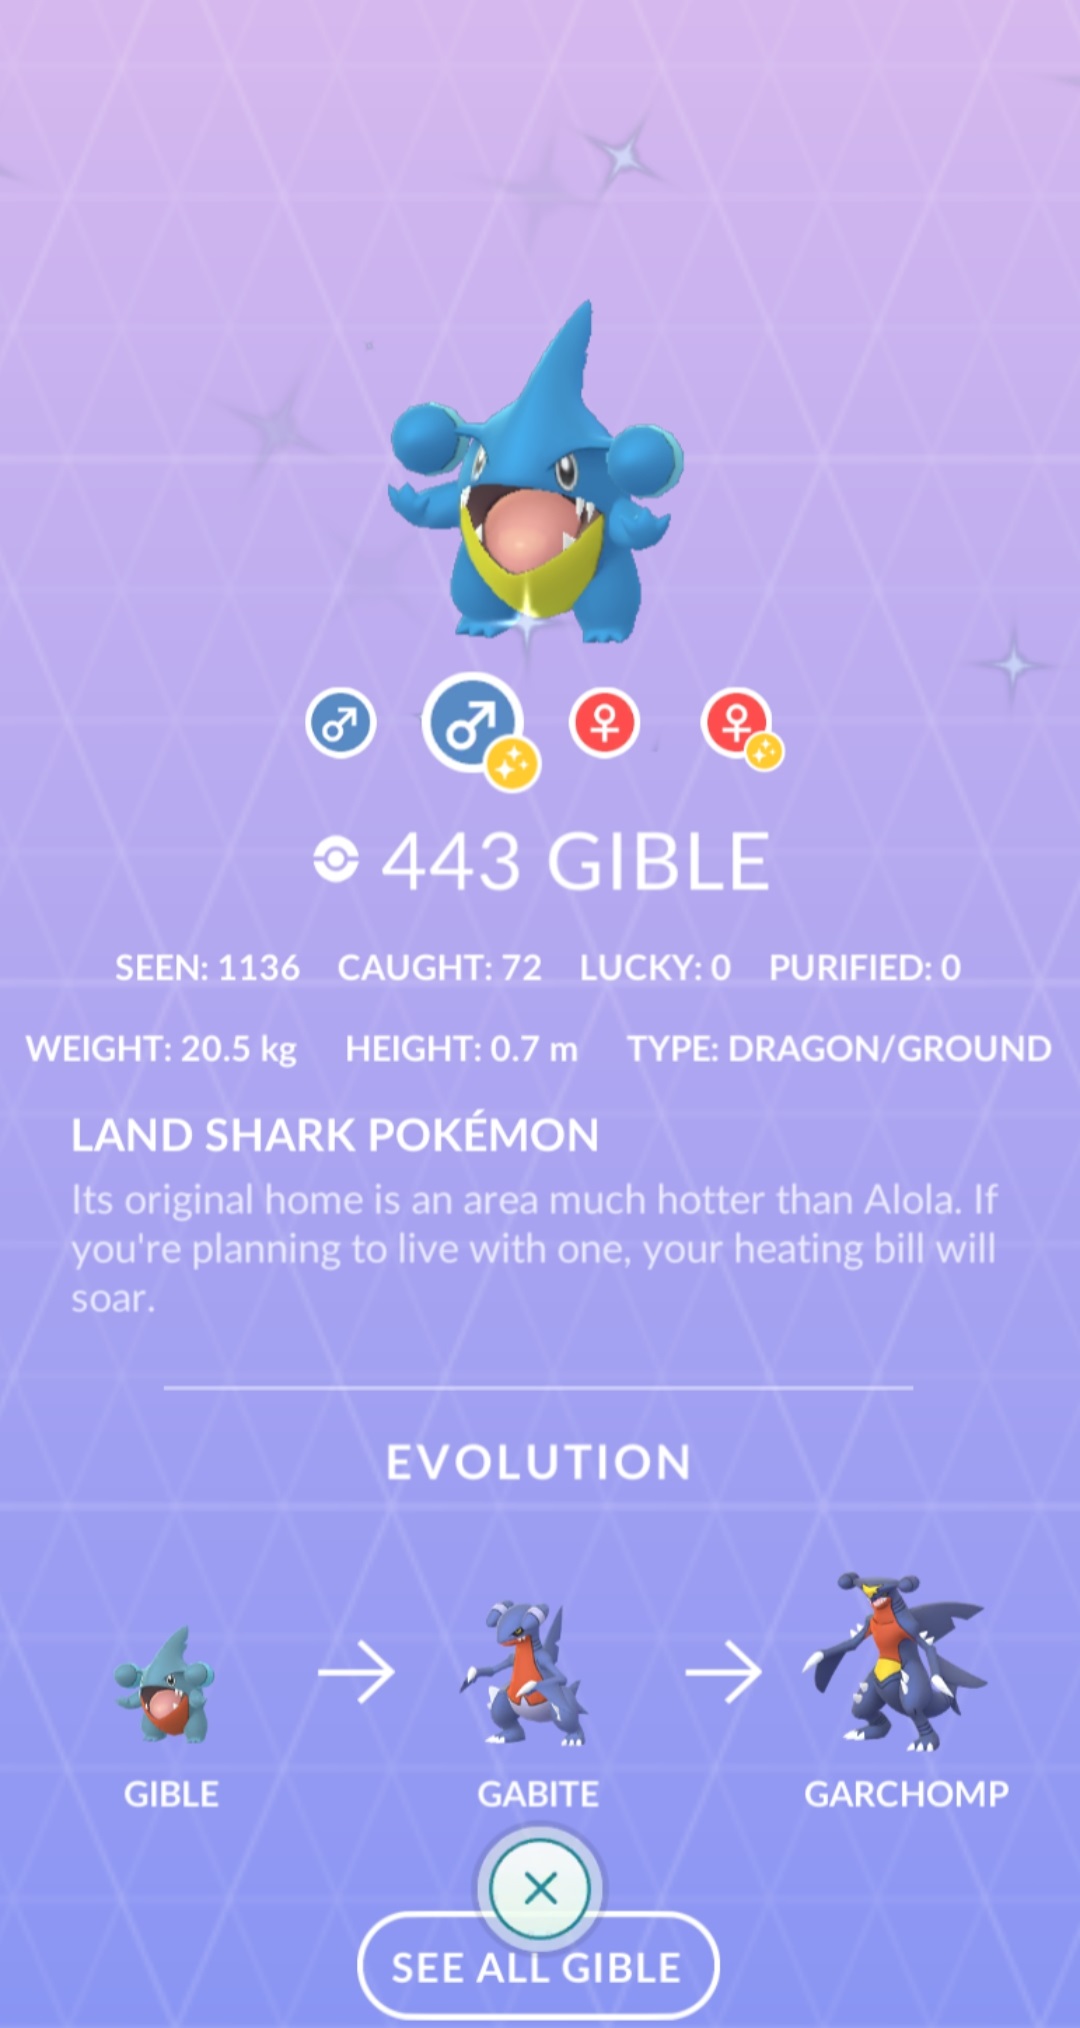 443 GIBLE
SEEN: 1136 CAUGHT: 72 LUCKY: 0 PURIFIED: 0
WEIGHT: 20.5 kg HEIGHT: 0.7 m TYPE: DRAGON/GROUND
LAND SHARK POKÉMON
Its original home is an area much hotter than Alola. If
you're planning to live with one, your heating bill will
soar.
EVOLUTION
GIBLE GABITE GARCHOMP
SEE ALL GIBLE